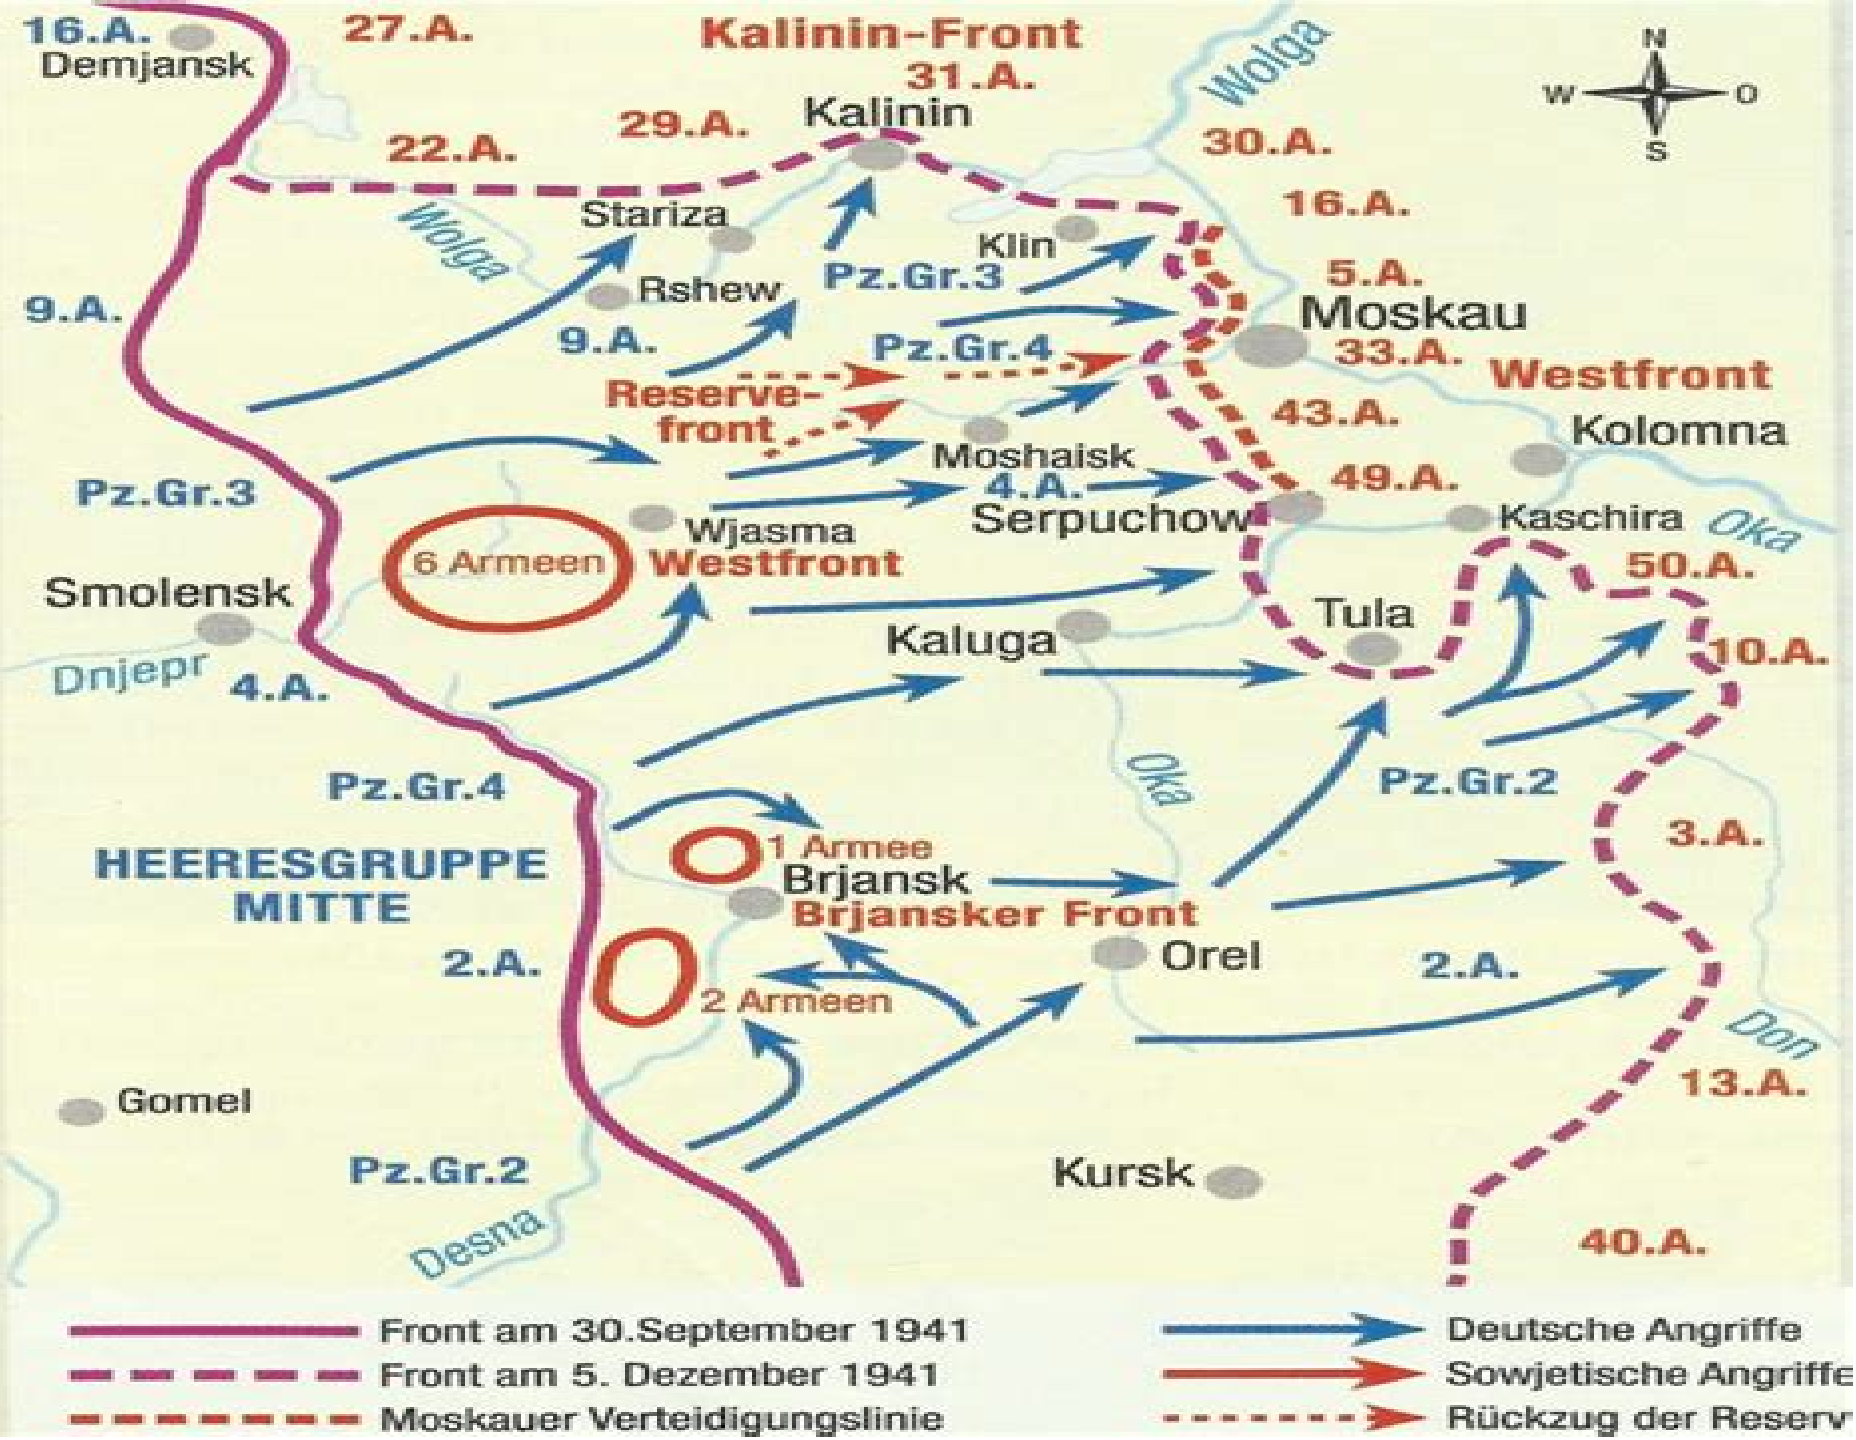 16.A.
27.A.
Kalinin-Front
Wolga
N
W
O
S
Demjansk
31.A.
Kalinin
29.A.
22.A.
30.A.
16.A.
Wolga
Stariza
Klin
Pz.Gr.3
5.A.
Rshew
9.A.
9.A.
Moskau
Pz.Gr.4
33.A.
Westfront
Reserve-
front
43.A.
Kolomna
Moshaisk
4.A.
49.A.
Pz.Gr.3
Serpuchow
Kaschira
Oka
Wjasma
6 Armeen
Westfront
50.A.
Smolensk
Tula
Kaluga
10.A.
Dnjepr
4.A.
Oka
Pz.Gr.4
Pz.Gr.2
3.A.
1 Armee
HEERESGRUPPE
MITTE
Brjansk
Brjansker Front
2.A.
Orel
2.A.
2 Armeen
Don
13.A.
Gomel
Pz.Gr.2
Kursk
Desna
40.A.
Front am 30.September 1941
Front am 5. Dezember 1941
Moskauer Verteidigungslinie
Deutsche Angriffe
Sowjetische Angriffe
Rückzug der Reserv